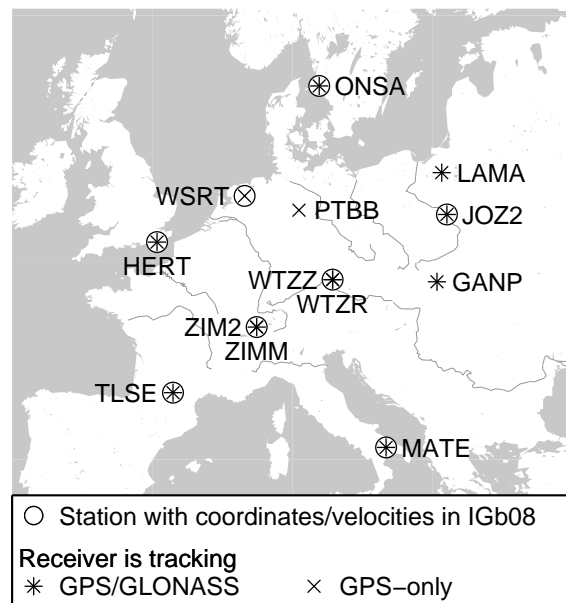 ONSA
LAMA
WSRT
PTBB
JOZ2
HERT
WTZZ
GANP
WTZR
ZIM2
ZIMM
TLSE
MATE
Station with coordinates/velocities in IGb08
Receiver is tracking
GPS/GLONASS GPS−only